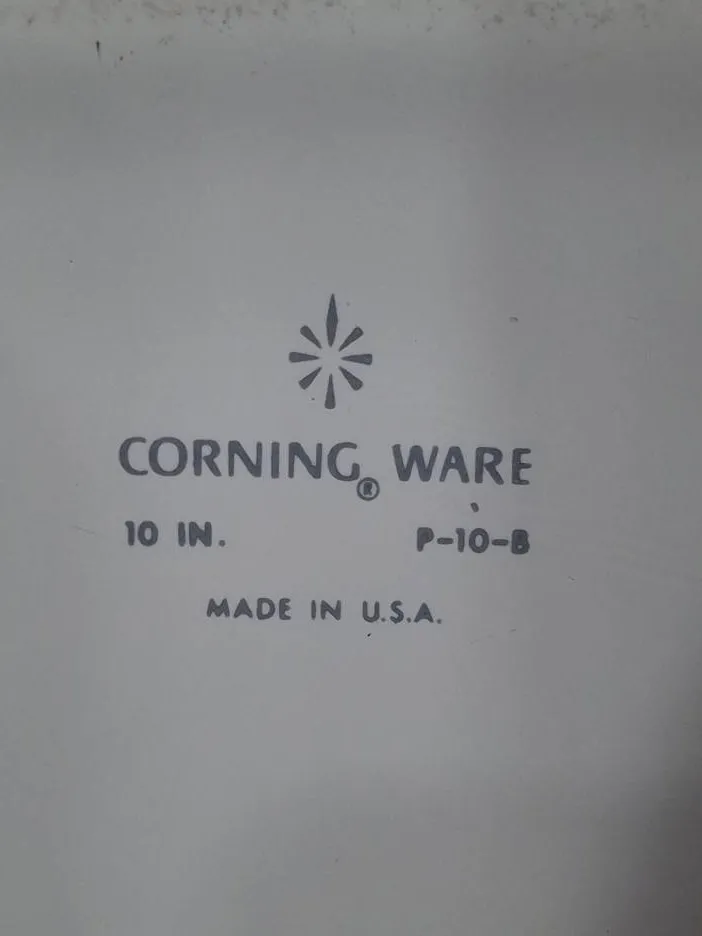 CORNING® WARE
10 IN. P-10-B
MADE IN U.S.A.